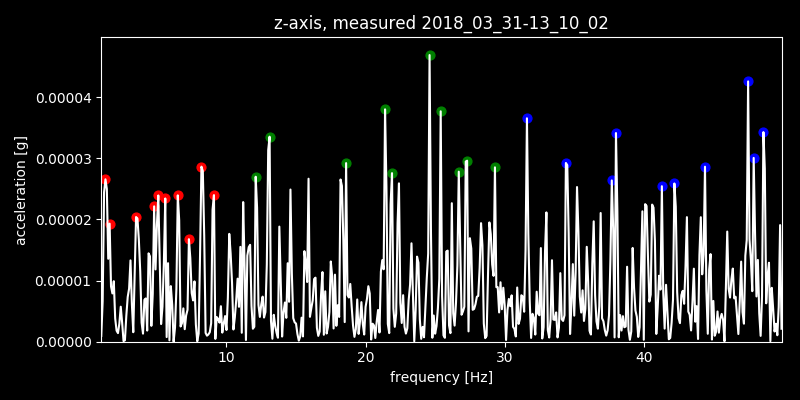 z-axis, measured 2018_03_31-13_10_02
acceleration [g]
0.00004
0.00003
0.00002
0.00001
0.00000
10 20 30 40
frequency [Hz]